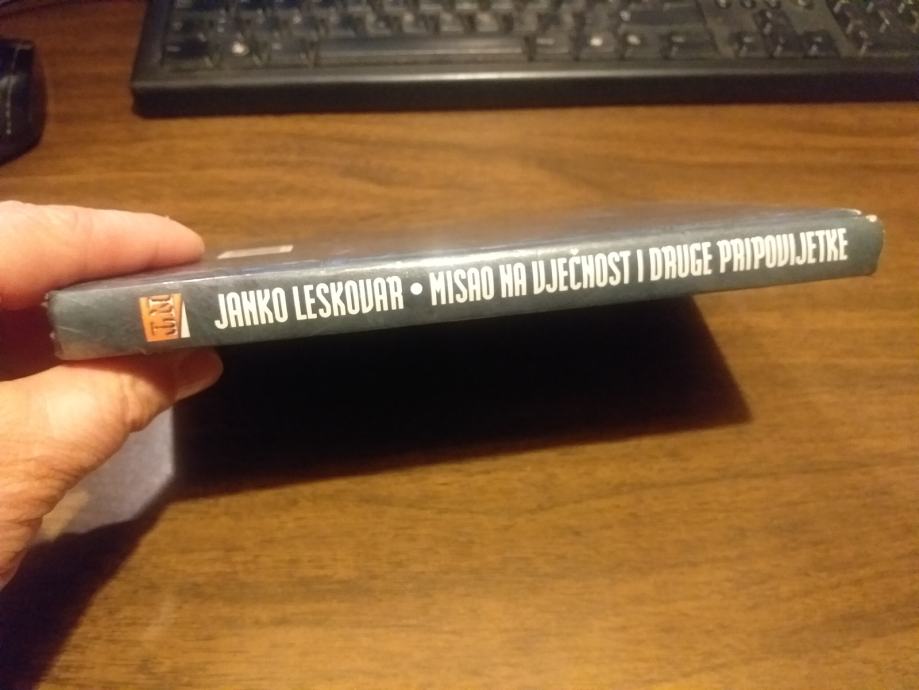 JANKO LESKOVAR • MISAO NA VJEČNOST I DRUGE PRIPOVIJETKE